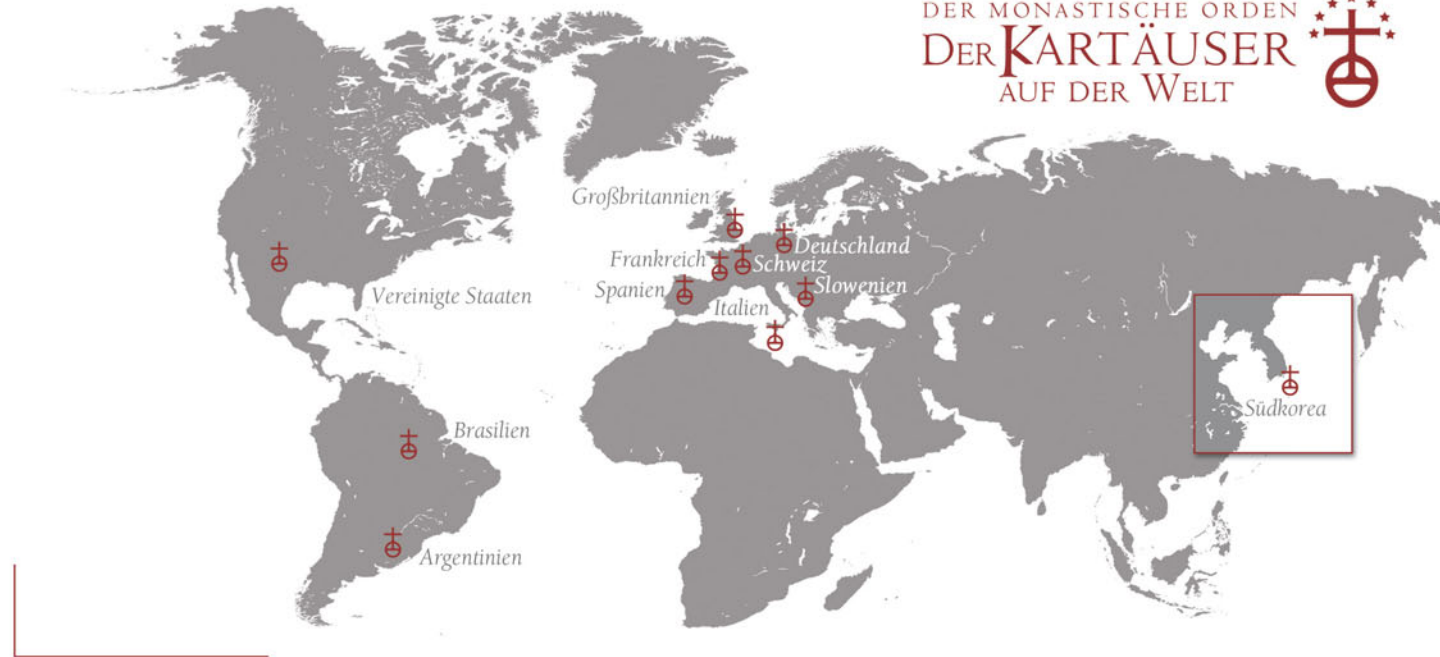 DER MONASTISCHE ORDEN
DER KARTÄUSER
AUF DER WELT
Großbritannien
Deutschland
Frankreich
Schweiz
Spanien
Slowenien
Italien
Vereinigte Staaten
Südkorea
Brasilien
Argentinien